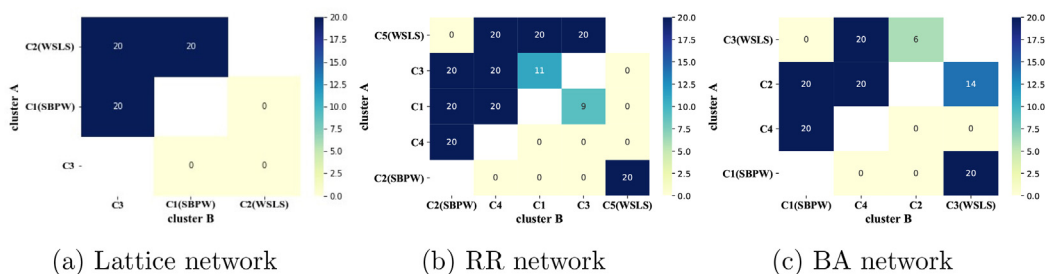 cluster A
C2(WSLS) 20 20
C1(SBPW) 20 0
C3 0 0
C3 C1(SBPW) C2(WSLS)
cluster B
20.0
17.5
15.0
12.5
10.0
7.5
5.0
2.5
0.0
(a) Lattice network
cluster A
C5(WSLS) 0 20 20 20
C3 20 20 11 0
C1 20 20 9 0
C4 20 0 0 0
C2(SBPW) 0 0 0 20
C2(SBPW) C4 C1 C3 C5(WSLS)
cluster B
20.0
17.5
15.0
12.5
10.0
7.5
5.0
2.5
0.0
(b) RR network
cluster A
C3(WSLS) 0 20 6
C2 20 20 14
C4 20 0 0
C1(SBPW) 0 0 20
C1(SBPW) C4 C2 C3(WSLS)
cluster B
20.0
17.5
15.0
12.5
10.0
7.5
5.0
2.5
0.0
(c) BA network